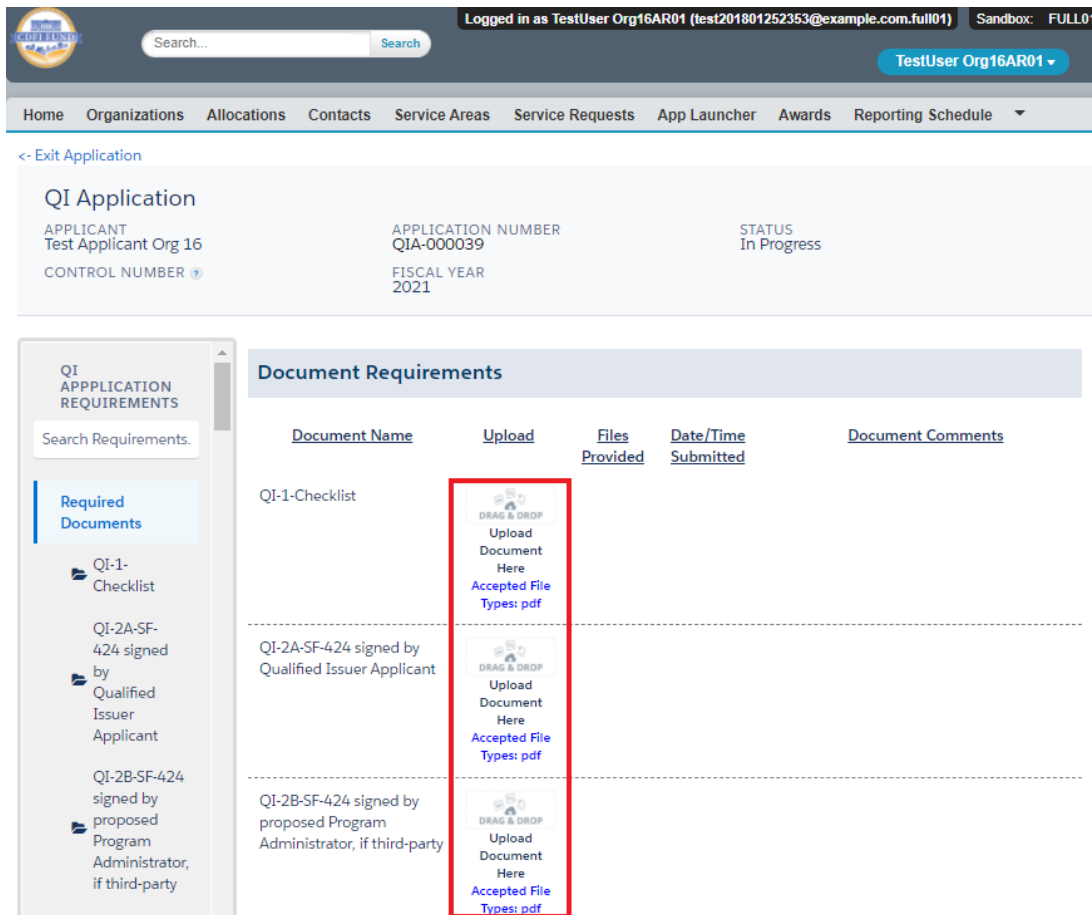 Logged in as TestUser Org16AR01 (test201801252353@example.com.full01) Sandbox: FULL01
CDFI FUND
Search...
Search
TestUser Org16AR01
Home Organizations Allocations Contacts Service Areas Service Requests App Launcher Awards Reporting Schedule
<- Exit Application
QI Application
APPLICANT
Test Applicant Org 16
APPLICATION NUMBER
QIA-000039
STATUS
In Progress
CONTROL NUMBER ?
FISCAL YEAR
2021
QI
APPPLICATION
REQUIREMENTS
Search Requirements.
Required
Documents
QI-1-
Checklist
QI-2A-SF-
424 signed
by
Qualified
Issuer
Applicant
QI-2B-SF-424
signed by
proposed
Program
Administrator,
if third-party
Document Requirements
Document Name
Upload
Files
Provided
Date/Time
Submitted
Document Comments
QI-1-Checklist
DRAG & DROP
Upload
Document
Here
Accepted File
Types: pdf
QI-2A-SF-424 signed by
Qualified Issuer Applicant
DRAG & DROP
Upload
Document
Here
Accepted File
Types: pdf
QI-2B-SF-424 signed by
proposed Program
Administrator, if third-party
DRAG & DROP
Upload
Document
Here
Accepted File
Types: pdf